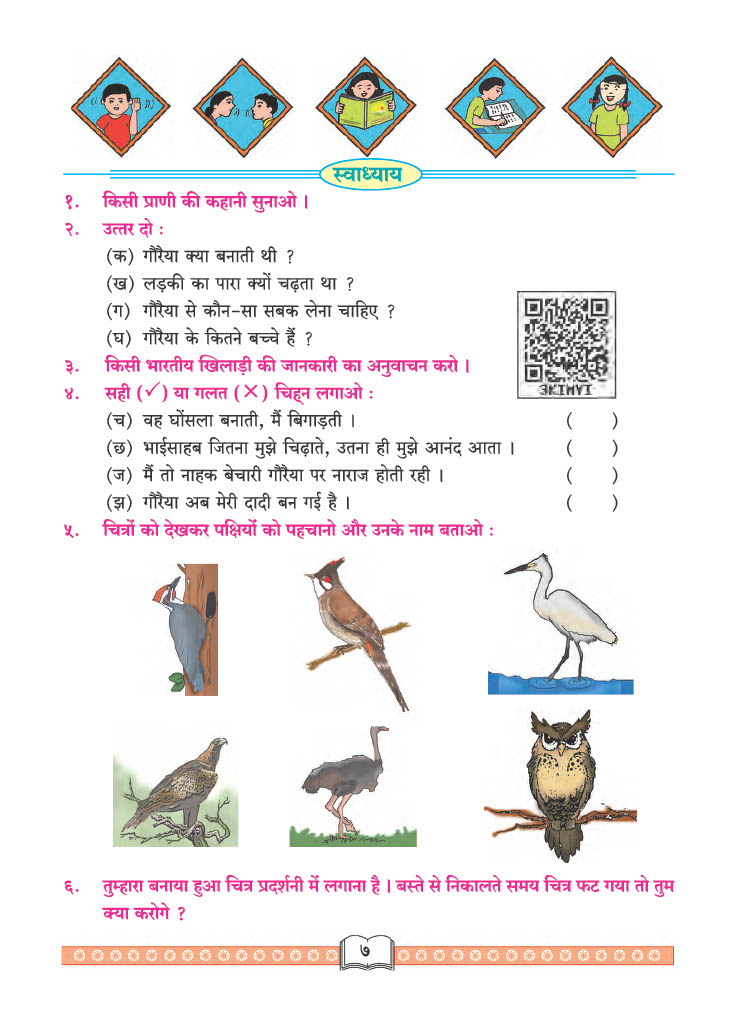 स्वाध्याय
१. किसी प्राणी की कहानी सुनाओ ।
२. उत्तर दो :
(क) गौरैया क्या बनाती थी ?
(ख) लड़की का पारा क्यों चढ़ता था ?
(ग) गौरैया से कौन-सा सबक लेना चाहिए ?
(घ) गौरैया के कितने बच्चे हैं ?
३. किसी भारतीय खिलाड़ी की जानकारी का अनुवाचन करो ।
४. सही (✓) या गलत (×) चिह्न लगाओ :
(च) वह घोंसला बनाती, मैं बिगाड़ती । ( )
(छ) भाईसाहब जितना मुझे चिढ़ाते, उतना ही मुझे आनंद आता । ( )
(ज) मैं तो नाहक बेचारी गौरैया पर नाराज होती रही । ( )
(झ) गौरैया अब मेरी दादी बन गई है । ( )
५. चित्रों को देखकर पक्षियों को पहचानो और उनके नाम बताओ :
६. तुम्हारा बनाया हुआ चित्र प्रदर्शनी में लगाना है । बस्ते से निकालते समय चित्र फट गया तो तुम
क्या करोगे ?
७